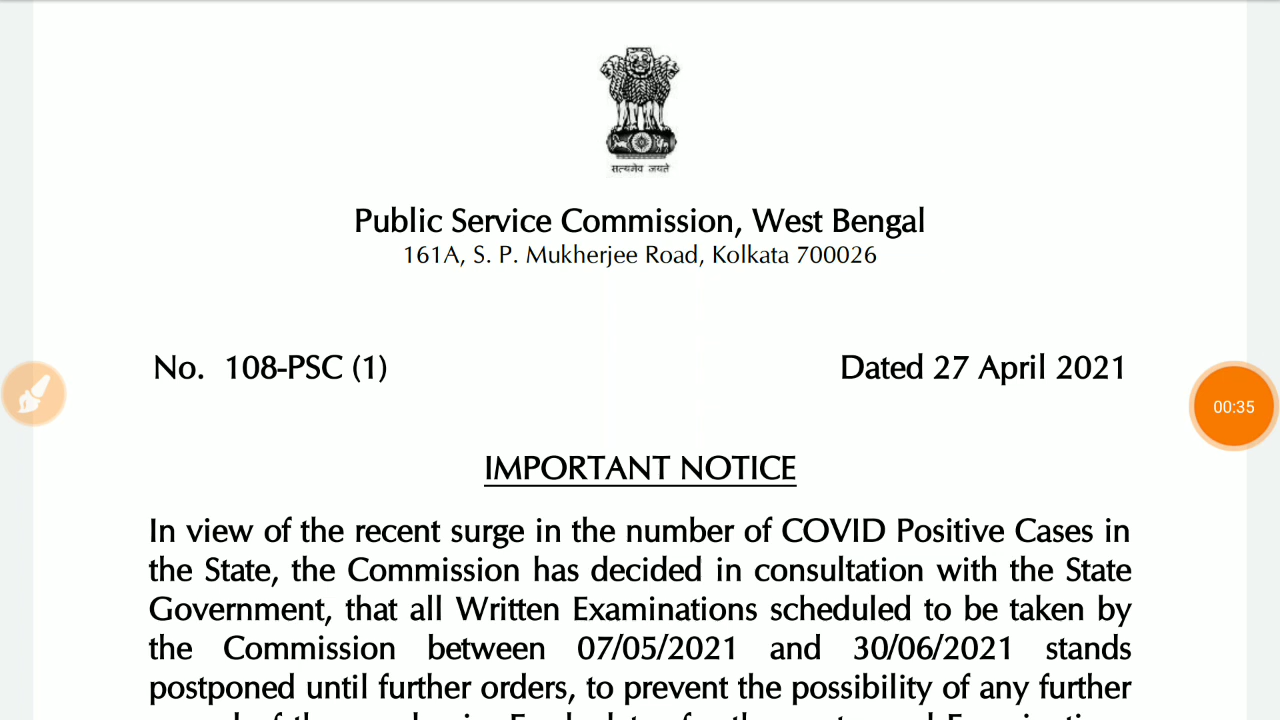 सत्यमेव जयते
Public Service Commission, West Bengal
161A, S. P. Mukherjee Road, Kolkata 700026
No. 108-PSC (1) Dated 27 April 2021
00:35
IMPORTANT NOTICE
In view of the recent surge in the number of COVID Positive Cases in
the State, the Commission has decided in consultation with the State
Government, that all Written Examinations scheduled to be taken by
the Commission between 07/05/2021 and 30/06/2021 stands
postponed until further orders, to prevent the possibility of any further